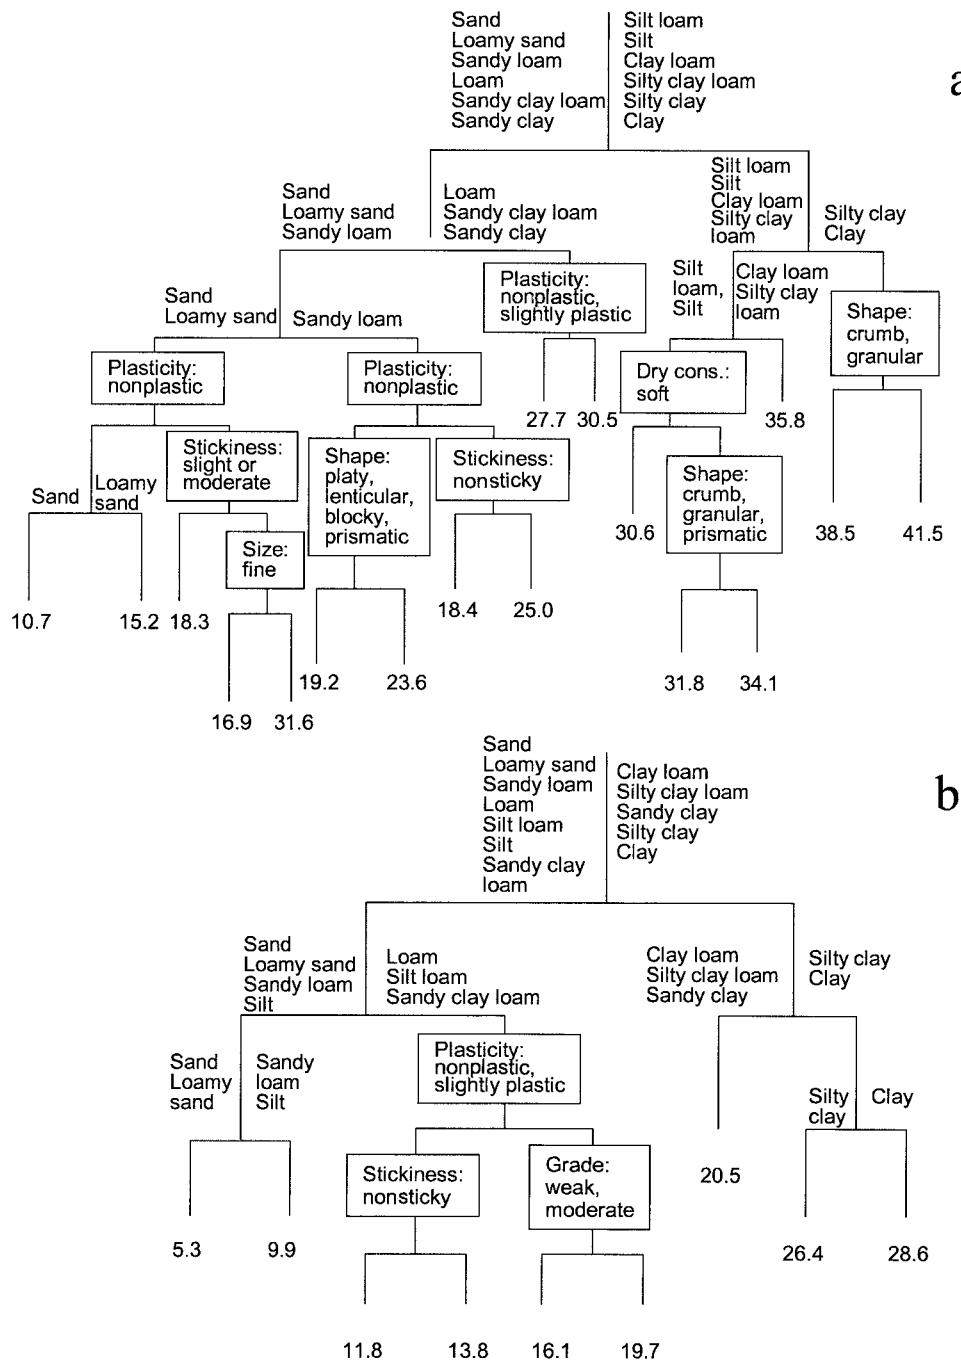 Sand
Loamy sand
Sandy loam
Loam
Sandy clay loam
Sandy clay
Silt loam
Silt
Clay loam
Silty clay loam
Silty clay
Clay
a
Sand
Loamy sand
Sandy loam
Loam
Sandy clay loam
Sandy clay
Silt loam
Silt
Clay loam
Silty clay
loam
Silty clay
Clay
Sand
Loamy sand
Sandy loam
Plasticity:
nonplastic,
slightly plastic
Silt
loam,
Silt
Clay loam
Silty clay
loam
Shape:
crumb,
granular
Plasticity:
nonplastic
Plasticity:
nonplastic
27.7
30.5
Dry cons.:
soft
35.8
Sand
Loamy
sand
Stickiness:
slight or
moderate
Shape:
platy,
lenticular,
blocky,
prismatic
Stickiness:
nonsticky
30.6
Shape:
crumb,
granular,
prismatic
38.5
41.5
Size:
fine
10.7
15.2
18.3
18.4
25.0
16.9
31.6
19.2
23.6
31.8
34.1
b
Sand
Loamy sand
Sandy loam
Loam
Silt loam
Silt
Sandy clay
loam
Clay loam
Silty clay loam
Sandy clay
Silty clay
Clay
Sand
Loamy sand
Sandy loam
Silt
Loam
Silt loam
Sandy clay loam
Clay loam
Silty clay loam
Sandy clay
Silty clay
Clay
Sand
Loamy
sand
Sandy
loam
Silt
Plasticity:
nonplastic,
slightly plastic
Silty
clay
Clay
Stickiness:
nonsticky
Grade:
weak,
moderate
20.5
5.3
9.9
26.4
28.6
11.8
13.8
16.1
19.7